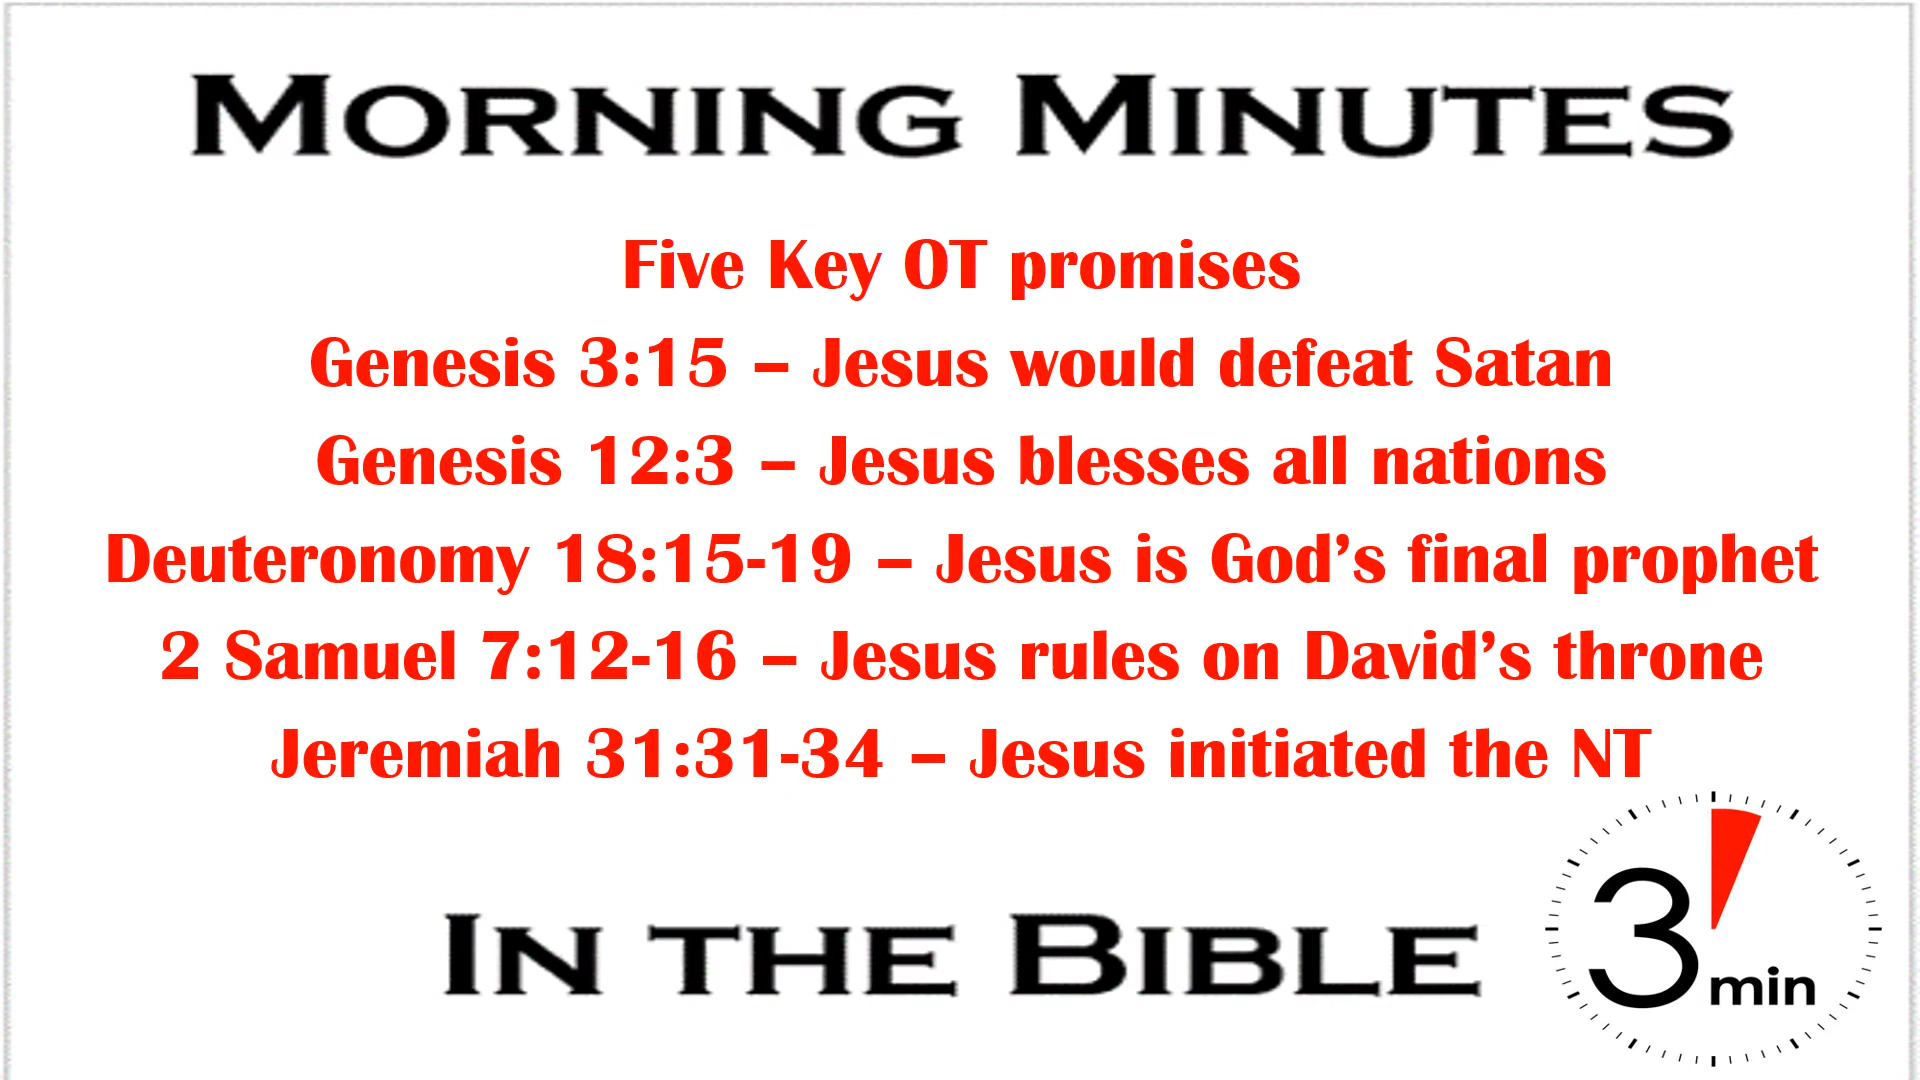 Morning Minutes
Five Key OT promises
Genesis 3:15 – Jesus would defeat Satan
Genesis 12:3 – Jesus blesses all nations
Deuteronomy 18:15-19 – Jesus is God’s final prophet
2 Samuel 7:12-16 – Jesus rules on David’s throne
Jeremiah 31:31-34 – Jesus initiated the NT
In the Bible
3 min